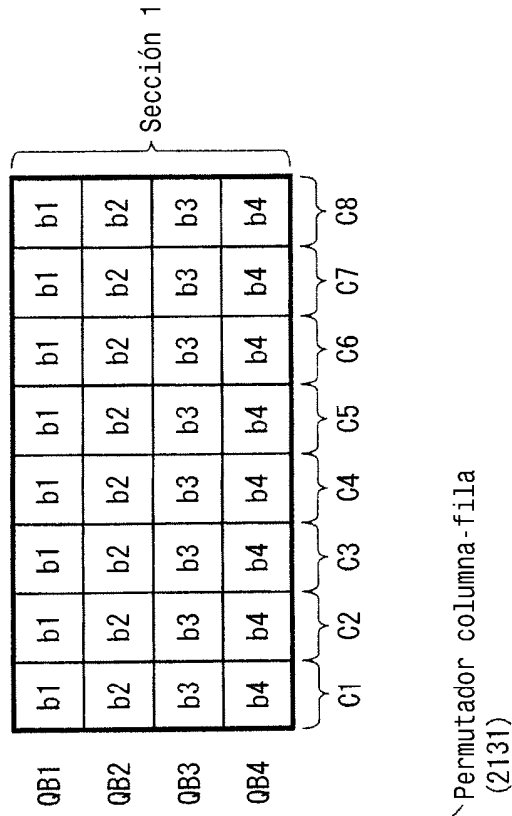 QB1 b1 b1 b1 b1 b1 b1 b1 b1
QB2 b2 b2 b2 b2 b2 b2 b2 b2
QB3 b3 b3 b3 b3 b3 b3 b3 b3
QB4 b4 b4 b4 b4 b4 b4 b4 b4
Sección 1
C1 C2 C3 C4 C5 C6 C7 C8
Permutador columna-fila
(2131)